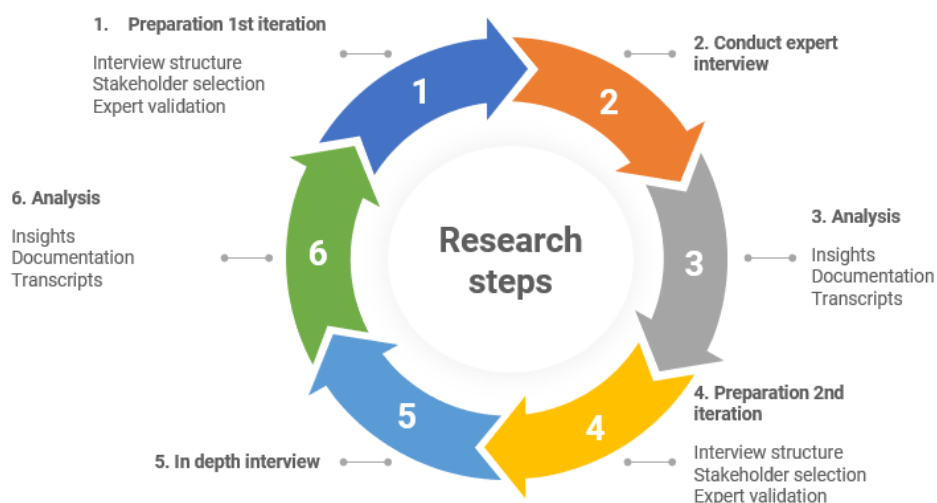 1. Preparation 1st iteration
Interview structure
Stakeholder selection
Expert validation
2. Conduct expert
interview
3. Analysis
Insights
Documentation
Transcripts
4. Preparation 2nd
iteration
Interview structure
Stakeholder selection
Expert validation
5. In depth interview
6. Analysis
Insights
Documentation
Transcripts
1
2
3
4
5
6
Research
steps